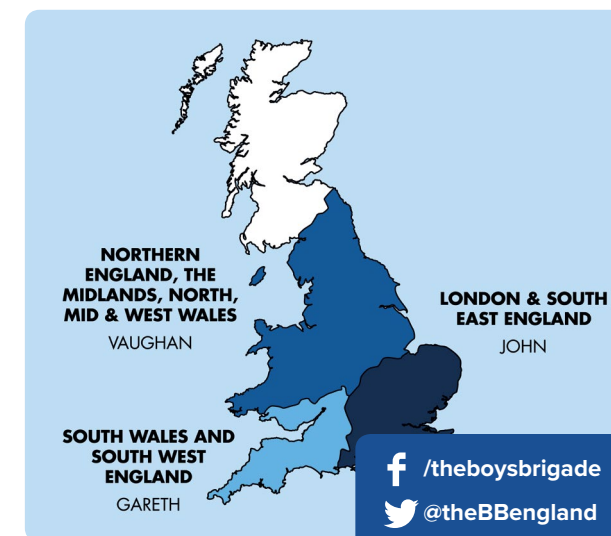 NORTHERN
ENGLAND, THE
MIDLANDS, NORTH,
MID & WEST WALES
VAUGHAN
LONDON & SOUTH
EAST ENGLAND
JOHN
SOUTH WALES AND
SOUTH WEST
ENGLAND
GARETH
/theboysbrigade
@theBBengland